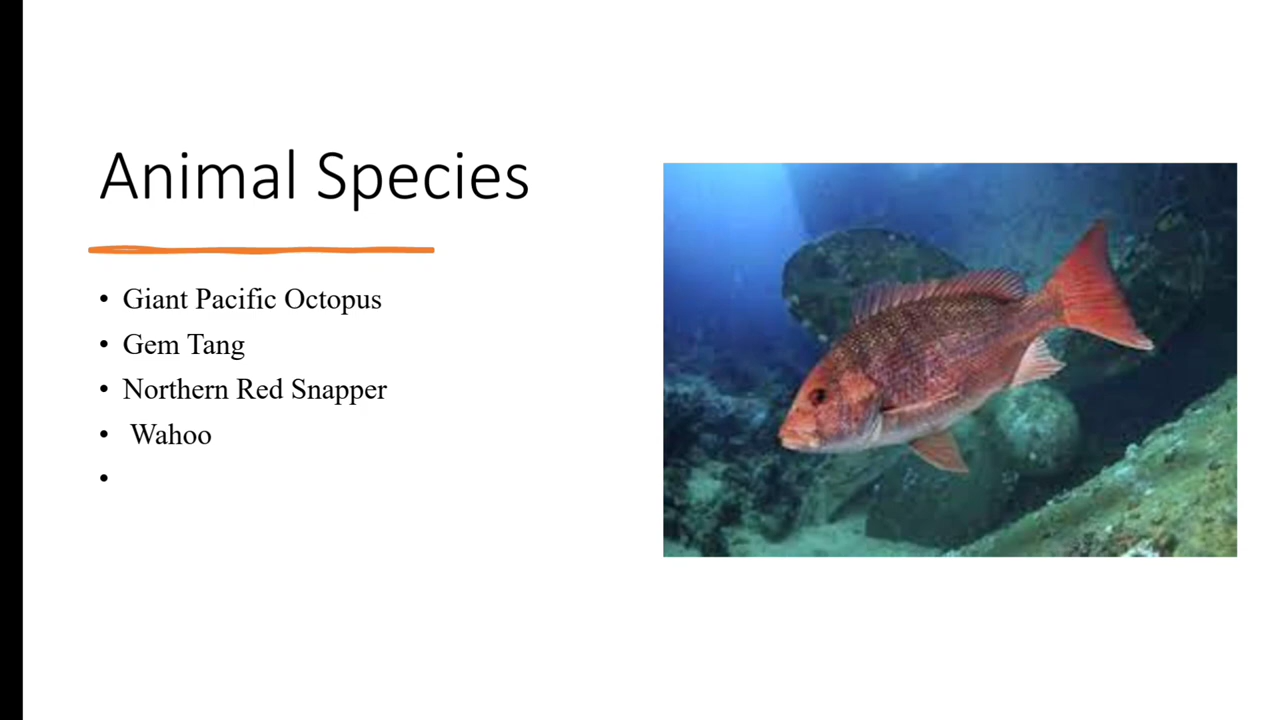 Animal Species
• Giant Pacific Octopus
• Gem Tang
• Northern Red Snapper
• Wahoo
•